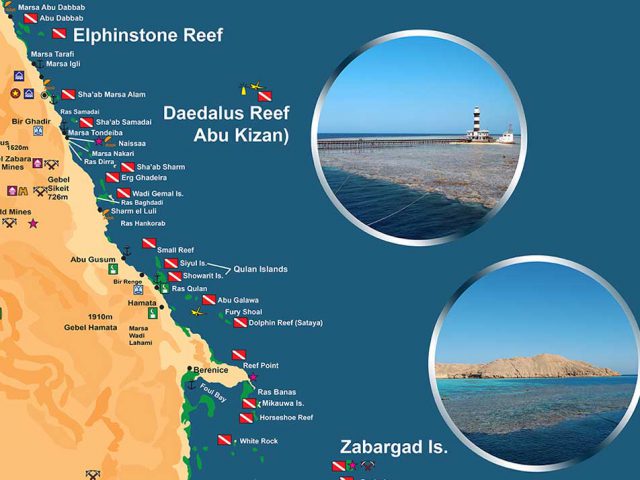 Marsa Abu Dabbab
Abu Dabbab
Elphinstone Reef
Marsa Tarafi
Marsa Igli
Sha'ab Marsa Alam
Daedalus Reef
Abu Kizan)
Ras Samadai
Bir Ghadir
Sha'ab Samadai
Marsa Tondeiba
Naissaa
1620m
Marsa Nakari
Ras Dirra
Zabara
Mines
Sha'ab Sharm
Erg Ghadeira
Gebel
Sikeit
726m
Wadi Gemal Is.
Ras Baghdadi
Sharm el Luli
Mines
Ras Hankorab
Small Reef
Abu Gusum
Siyul Is.
Qulan Islands
Showarit Is.
Bir Renge
Ras Qulan
Hamata
Abu Galawa
Fury Shoal
1910m
Gebel Hamata
Dolphin Reef (Sataya)
Marsa
Wadi
Lahami
Reef Point
Berenice
Foul Bay
Ras Banas
Mikauwa Is.
Horseshoe Reef
White Rock
Zabargad Is.